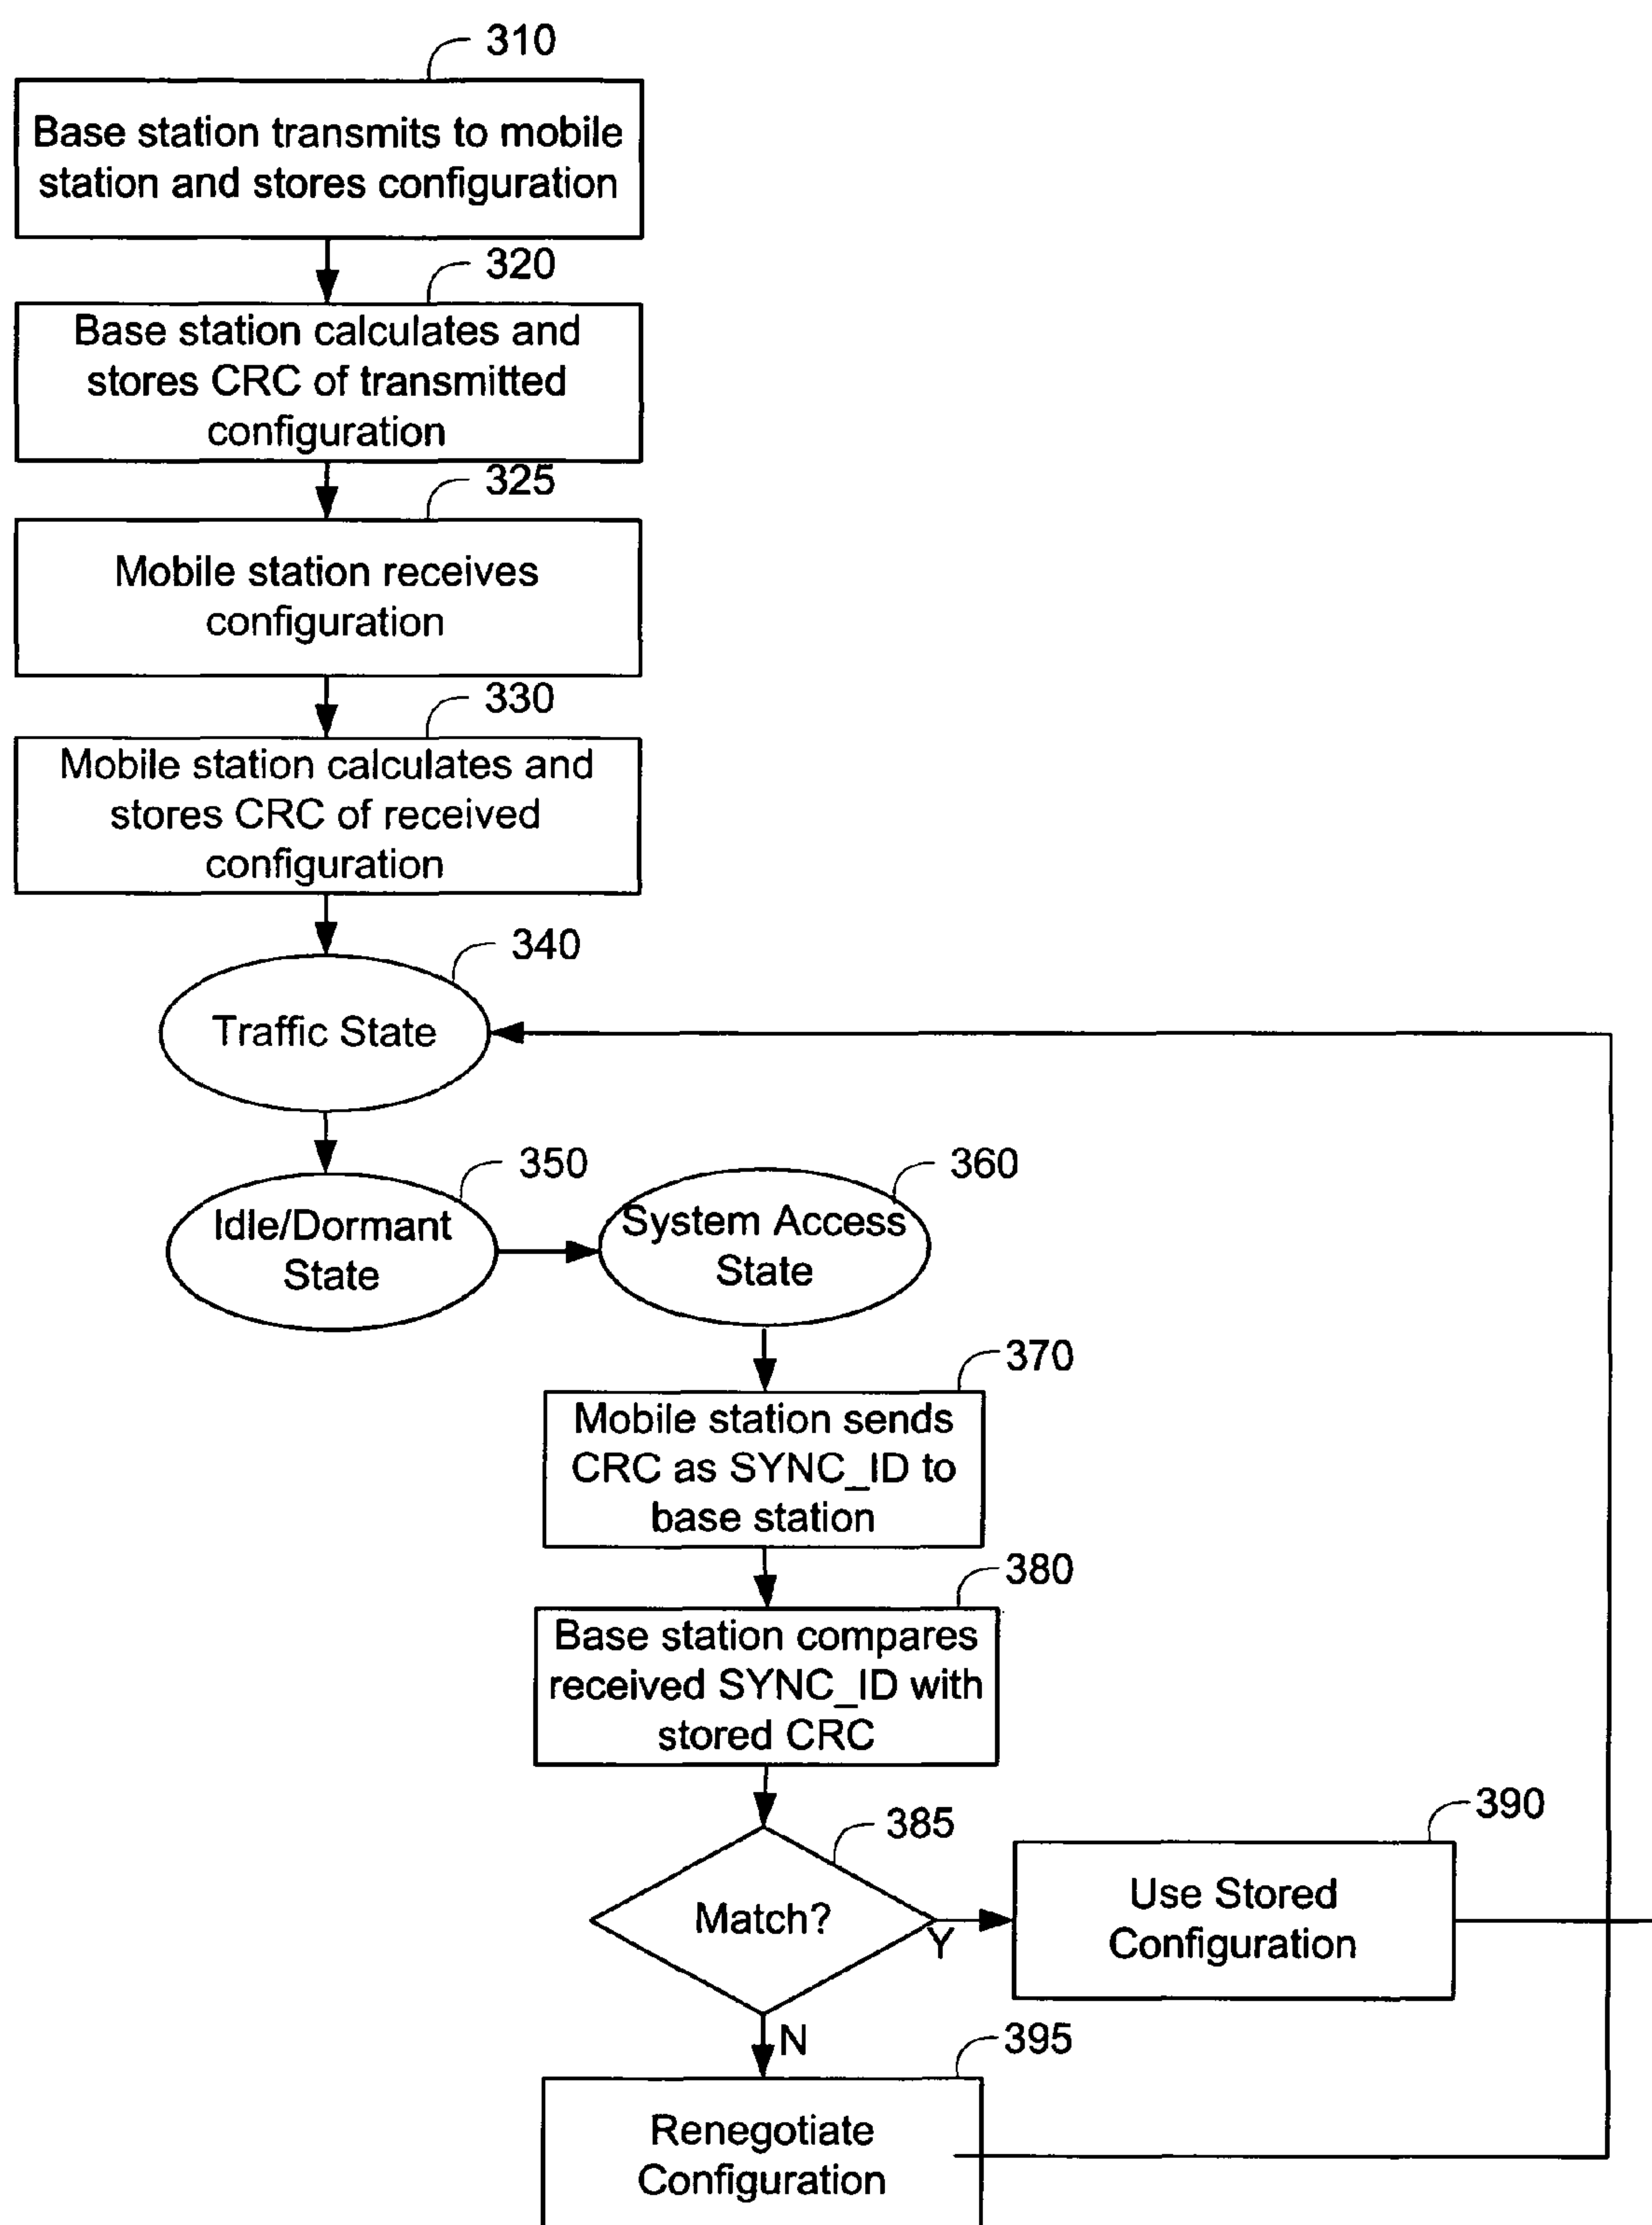 310
Base station transmits to mobile
station and stores configuration
320
Base station calculates and
stores CRC of transmitted
configuration
325
Mobile station receives
configuration
330
Mobile station calculates and
stores CRC of received
configuration
340
Traffic State
350
Idle/Dormant
State
360
System Access
State
370
Mobile station sends
CRC as SYNC_ID to
base station
380
Base station compares
received SYNC_ID with
stored CRC
385
Match?
Y
390
Use Stored
Configuration
N
395
Renegotiate
Configuration